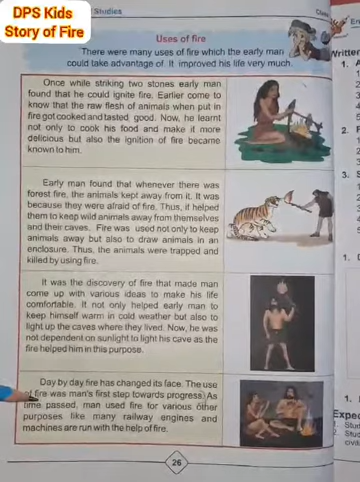 DPS Kids
Story of Fire
Studies
Uses of fire
There were many uses of fire which the early man
could take advantage of. It improved his life very much.
Once while striking two stones early man
found that he could ignite fire. Earlier come to
know that the raw flesh of animals when put in
fire got cooked and tasted good. Now, he learnt
not only to cook his food and make it more
delicious but also the ignition of fire became
known to him.
Early man found that whenever there was
forest fire, the animals kept away from it. It was
because they were afraid of fire. Thus, it helped
them to keep wild animals away from themselves
and their caves. Fire was used not only to keep
animals away but also to draw animals in an
enclosure. Thus, the animals were trapped and
killed by using fire.
It was the discovery of fire that made man
come up with various ideas to make his life
comfortable. It not only helped early man to
keep himself warm in cold weather but also to
light up the caves where they lived. Now, he was
not dependent on sunlight to light his cave as the
fire helped him in this purpose.
Day by day fire has changed its face. The use
of fire was man's first step towards progress. As
time passed, man used fire for various other
purposes like many railway engines and
machines are run with the help of fire.
26
1.
2.
3.
1.
1.
1. Stud
2. Stud